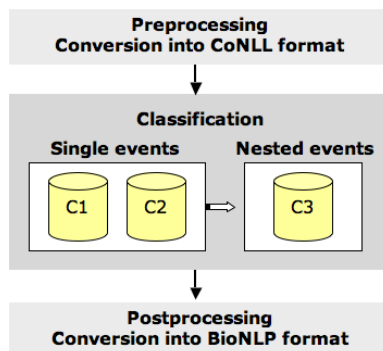 Preprocessing
Conversion into CoNLL format
Classification
Single events
Nested events
C1
C2
C3
Postprocessing
Conversion into BioNLP format